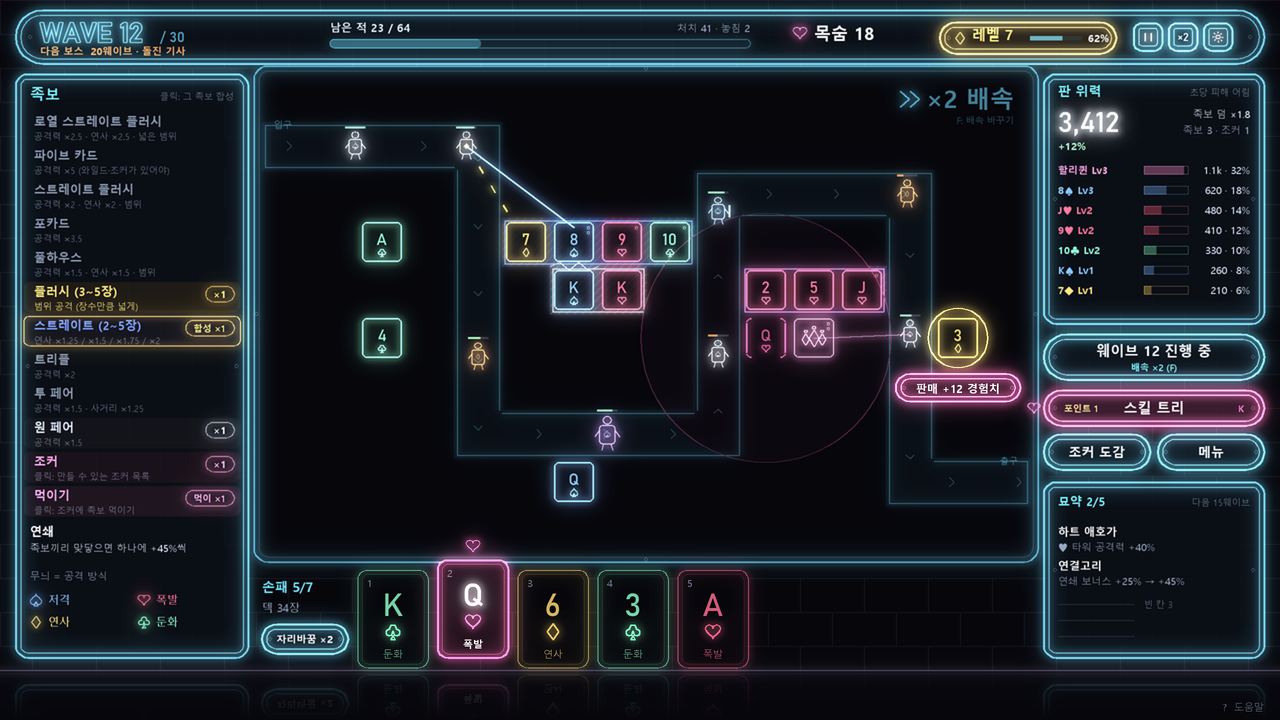 WAVE 12 / 30
다음 보스 20웨이브 · 돌진 기사
남은 적 23 / 64
처치 41 · 놓침 2
목숨 18
레벨 7
62%
×2
족보
클릭: 그 족보 합성
로열 스트레이트 플러시
공격력 ×2.5 · 연사 ×2.5 · 넓은 범위
파이브 카드
공격력 ×5 (와일드·조커가 있어야)
스트레이트 플러시
공격력 ×2 · 연사 ×2 · 범위
포카드
공격력 ×3.5
풀하우스
공격력 ×1.5 · 연사 ×1.5 · 범위
플러시 (3~5장)
범위 공격 (장수만큼 넓게)
×1
스트레이트 (2~5장)
연사 ×1.25 / ×1.5 / ×1.75 / ×2
합성 ×1
트리플
공격력 ×2
투 페어
공격력 ×1.5 · 사거리 ×1.25
원 페어
공격력 ×1.5
×1
조커
클릭: 만들 수 있는 조커 목록
×1
먹이기
클릭: 조커에 족보 먹이기
먹이 ×1
연쇄
족보끼리 맞닿으면 하나에 +45%씩
무늬 = 공격 방식
저격
폭발
연사
둔화
입구
×2 배속
F: 배속 바꾸기
A
7
8
9
10
K
K
2
5
J
4
Q
3
판매 +12 경험치
Q
출구
손패 5/7
덱 34장
자리바꿈 ×2
1
K
둔화
2
Q
폭발
3
6
연사
4
3
둔화
5
A
폭발
판 위력
초당 피해 어림
3,412
+12%
족보 덤 ×1.8
족보 3 · 조커 1
할리퀸 Lv3 1.1k · 32%
8♠ Lv3 620 · 18%
J♥ Lv2 480 · 14%
9♥ Lv2 410 · 12%
10♣ Lv2 330 · 10%
K♠ Lv1 260 · 8%
7♦ Lv1 210 · 6%
웨이브 12 진행 중
배속 ×2 (F)
포인트 1 스킬 트리 K
조커 도감
메뉴
묘약 2/5
다음 15웨이브
하트 애호가
♥ 타워 공격력 +40%
연결고리
연쇄 보너스 +25% → +45%
빈 칸 3
? 도움말